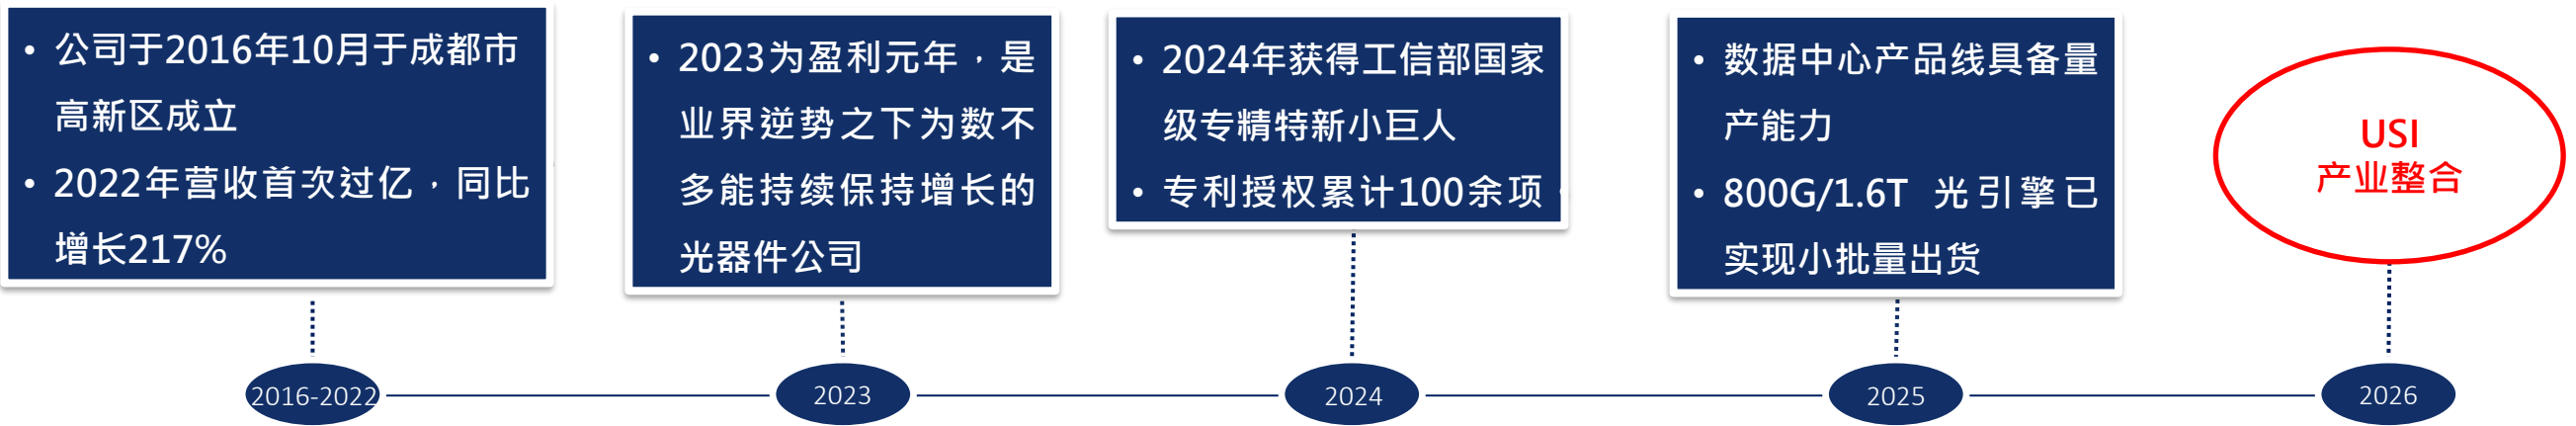 • 公司于2016年10月于成都市
高新区成立
• 2022年营收首次过亿，同比
增长217%
• 2023为盈利元年，是
业界逆势之下为数不
多能持续保持增长的
光器件公司
• 2024年获得工信部国家
级专精特新小巨人
• 专利授权累计100余项。
• 数据中心产品线具备量
产能力
• 800G/1.6T 光引擎已
实现小批量出货
USI
产业整合
2016-2022
2023
2024
2025
2026